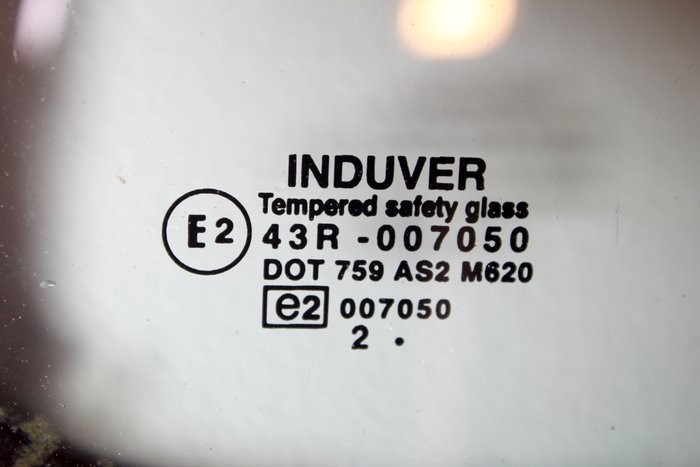 INDUVER
Tempered safety glass
E2 43R -007050
DOT 759 AS2 M620
e2 007050
2 .